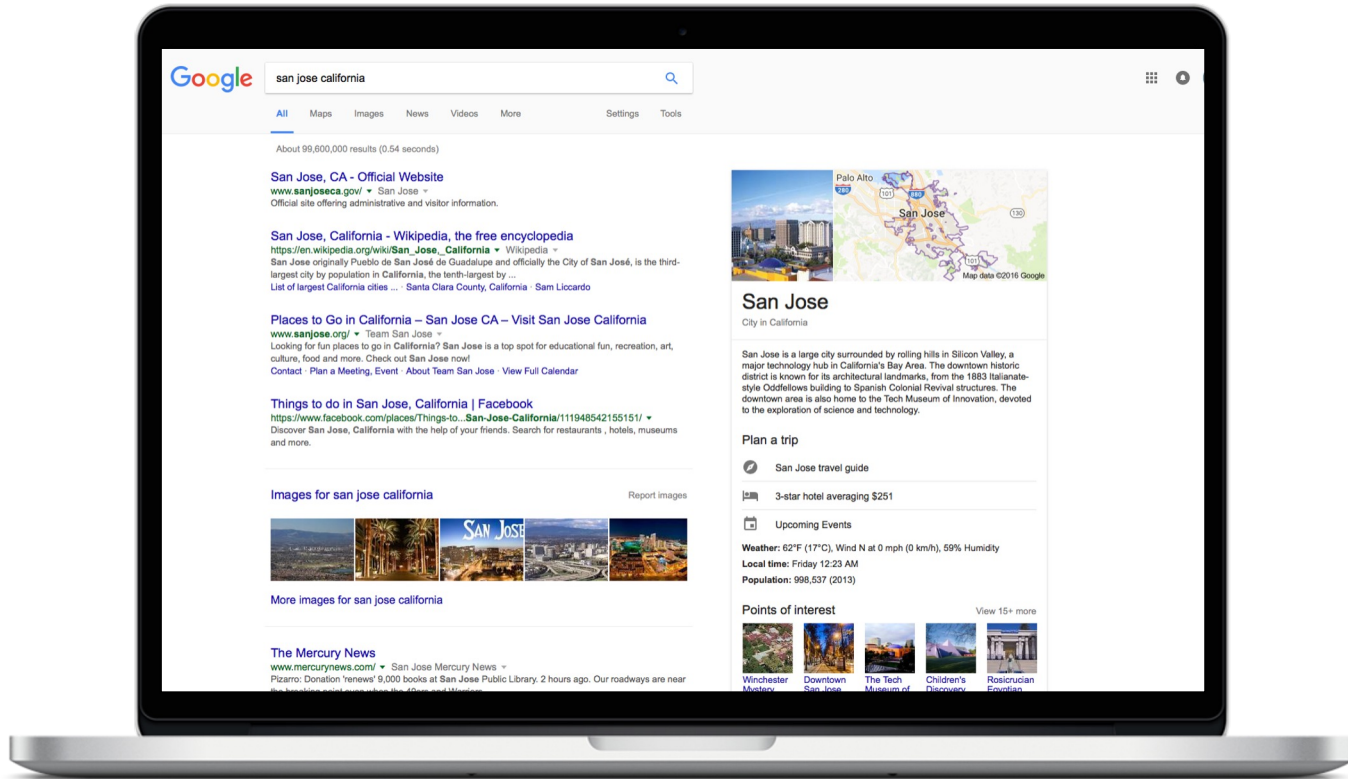 Google
san jose california
All Maps Images News Videos More Settings Tools
About 99,600,000 results (0.54 seconds)
San Jose, CA - Official Website
www.sanjoseca.gov/ ▾ San Jose ▾
Official site offering administrative and visitor information.
San Jose, California - Wikipedia, the free encyclopedia
https://en.wikipedia.org/wiki/San_Jose,_California ▾ Wikipedia ▾
San Jose originally Pueblo de San José de Guadalupe and officially the City of San José, is the third-
largest city by population in California, the tenth-largest by ...
List of largest California cities ... · Santa Clara County, California · Sam Liccardo
Places to Go in California – San Jose CA – Visit San Jose California
www.sanjose.org/ ▾ Team San Jose ▾
Looking for fun places to go in California? San Jose is a top spot for educational fun, recreation, art,
culture, food and more. Check out San Jose now!
Contact · Plan a Meeting, Event · About Team San Jose · View Full Calendar
Things to do in San Jose, California | Facebook
https://www.facebook.com/places/Things-to...San-Jose-California/111948542155151/ ▾
Discover San Jose, California with the help of your friends. Search for restaurants , hotels, museums
and more.
Images for san jose california
Report images
SAN JOSE
More images for san jose california
The Mercury News
www.mercurynews.com/ ▾ San Jose Mercury News ▾
Pizarro: Donation 'renews' 9,000 books at San Jose Public Library. 2 hours ago. Our roadways are near
the breaking point even when the 49ers and Warriors
Palo Alto
280
101
880
San Jose
130
101
Map data ©2016 Google
San Jose
City in California
San Jose is a large city surrounded by rolling hills in Silicon Valley, a
major technology hub in California's Bay Area. The downtown historic
district is known for its architectural landmarks, from the 1883 Italianate-
style Oddfellows building to Spanish Colonial Revival structures. The
downtown area is also home to the Tech Museum of Innovation, devoted
to the exploration of science and technology.
Plan a trip
San Jose travel guide
3-star hotel averaging $251
Upcoming Events
Weather: 62°F (17°C), Wind N at 0 mph (0 km/h), 59% Humidity
Local time: Friday 12:23 AM
Population: 998,537 (2013)
Points of interest
View 15+ more
Winchester Downtown The Tech Children's Rosicrucian
Mystery San Jose Museum of Discovery Egyptian